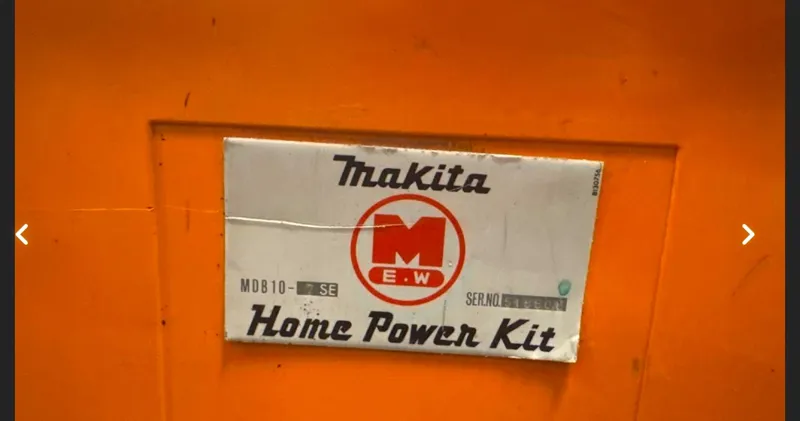 Makita
M
E.W
MDB10- SE
SER.NO.
Home Power Kit